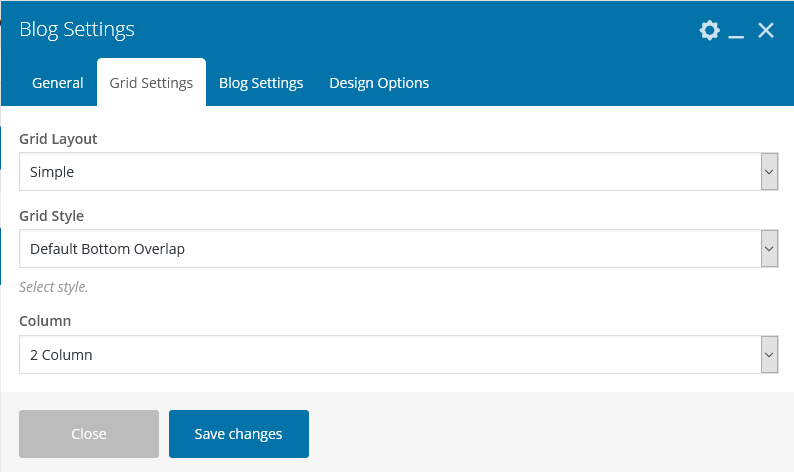 Blog Settings
General Grid Settings Blog Settings Design Options
Grid Layout
Simple
Grid Style
Default Bottom Overlap
Select style.
Column
2 Column
Close Save changes